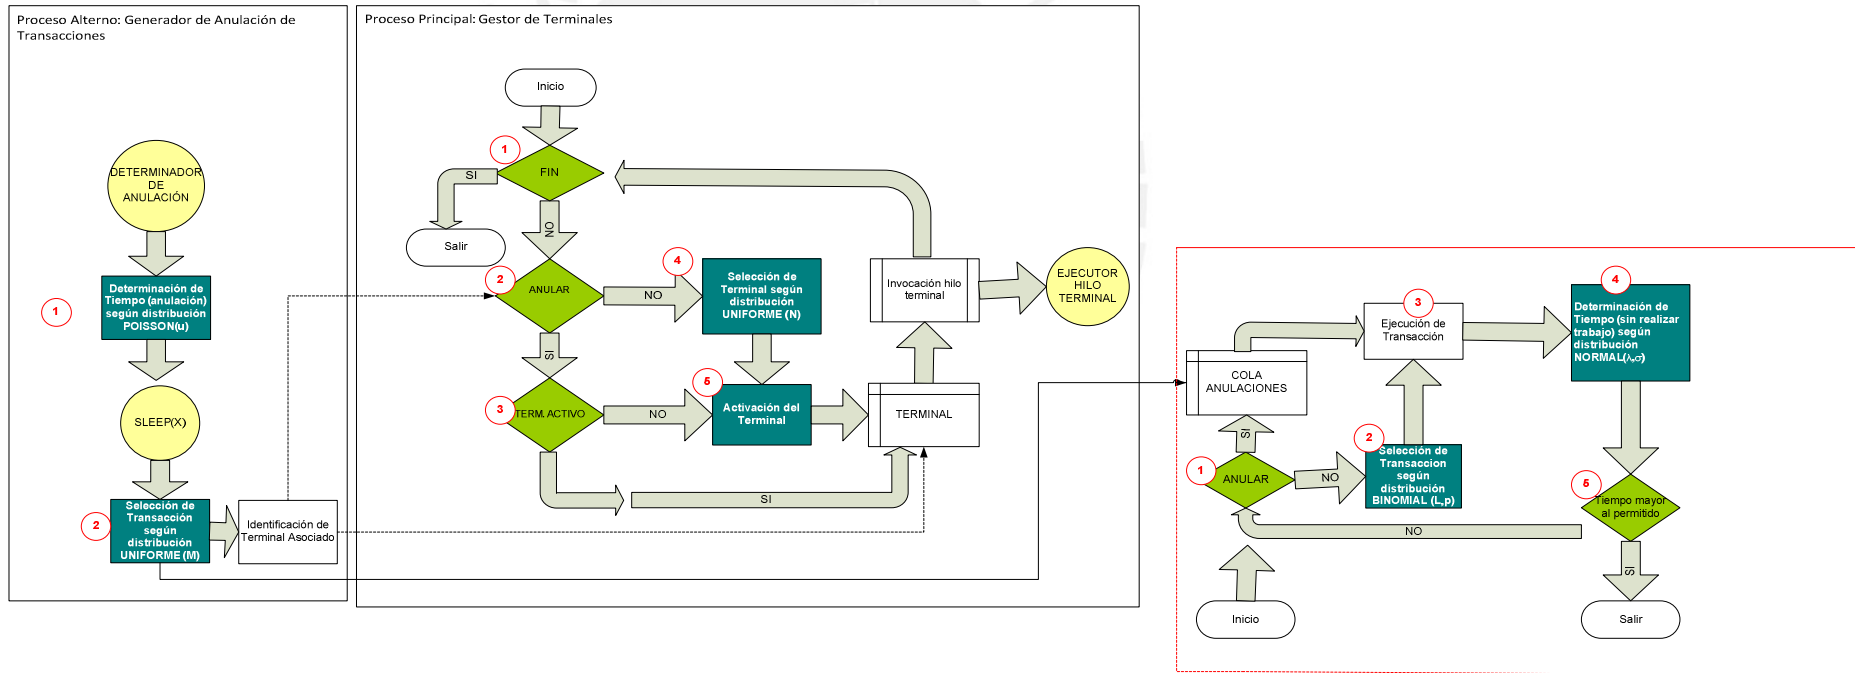 Proceso Alterno: Generador de Anulación de
Transacciones
DETERMINADOR
DE
ANULACIÓN
1
Determinación de
Tiempo (anulación)
según distribución
POISSON(u)
SLEEP(X)
2
Selección de
Transacción
según
distribución
UNIFORME (M)
Identificación de
Terminal Asociado
Proceso Principal: Gestor de Terminales
Inicio
1
FIN
SI
Salir
NO
2
ANULAR
NO
4
Selección de
Terminal según
distribución
UNIFORME (N)
SI
3
TERM. ACTIVO
NO
5
Activación del
Terminal
SI
TERMINAL
Invocación hilo
terminal
EJECUTOR
HILO
TERMINAL
COLA
ANULACIONES
3
Ejecución de
Transacción
4
Determinación de
Tiempo (sin realizar
trabajo) según
distribución
NORMAL(λ,σ)
SI
1
ANULAR
NO
2
Selección de
Transaccion
según
distribución
BINOMIAL (L,p)
5
Tiempo mayor
al permitido
NO
SI
Inicio
Salir